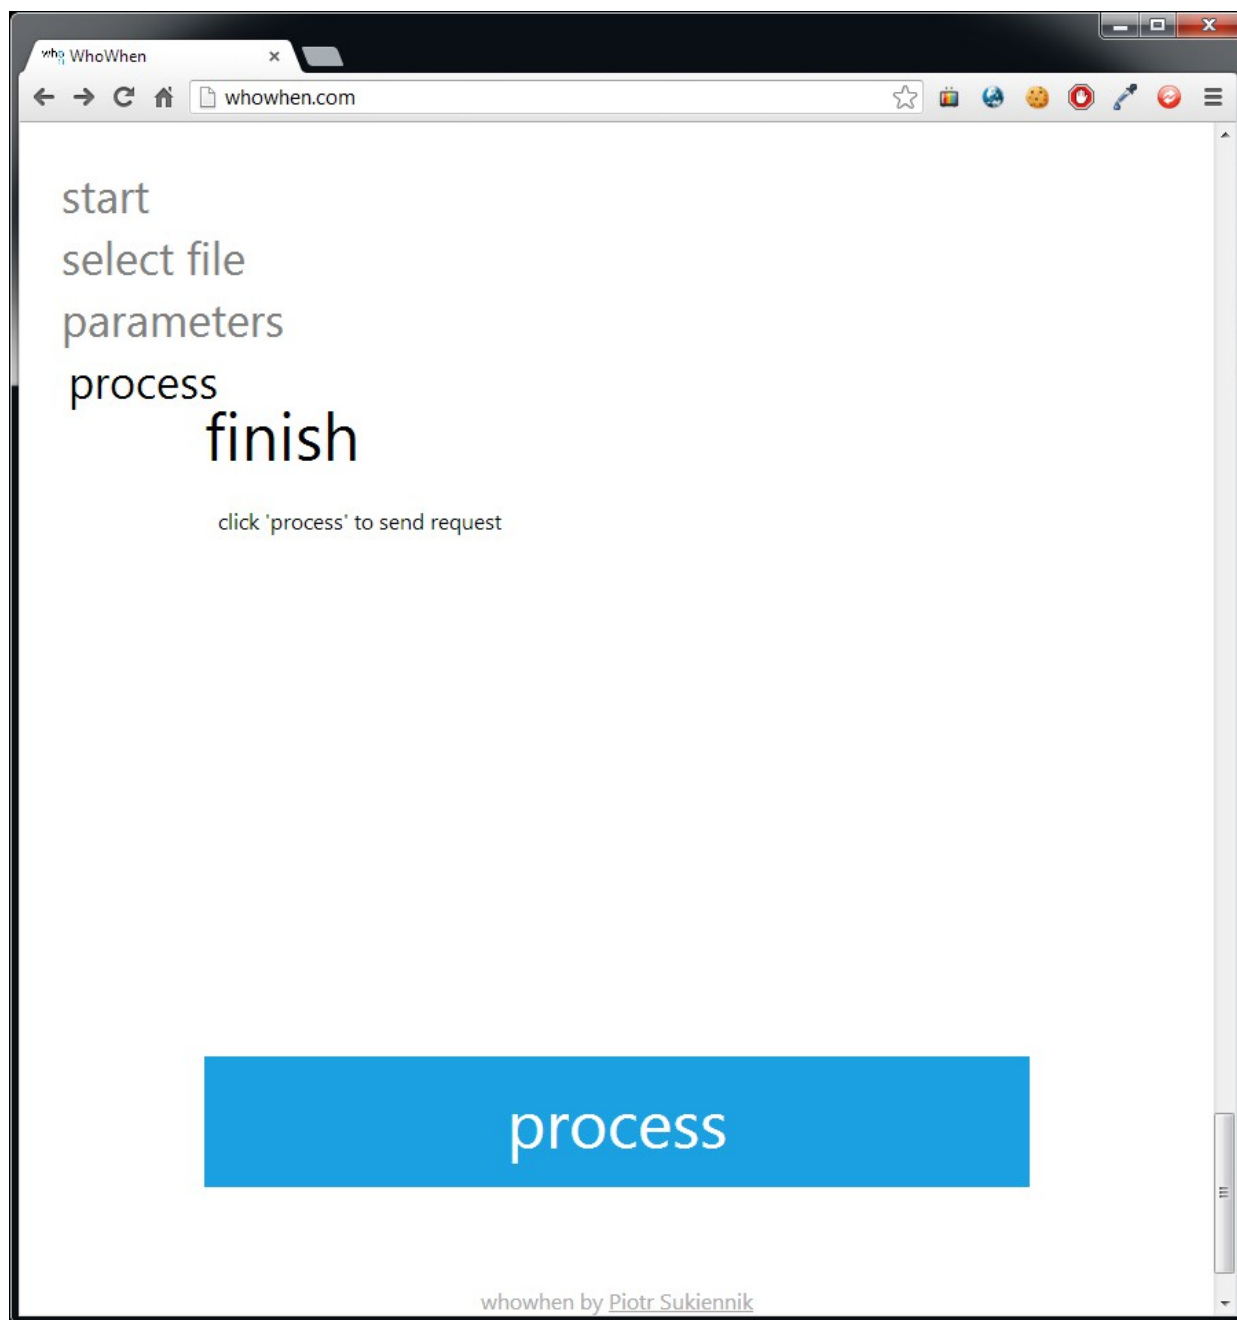 WhoWhen
whowhen.com
start
select file
parameters
process
finish
click 'process' to send request
process
whowhen by Piotr Sukiennik